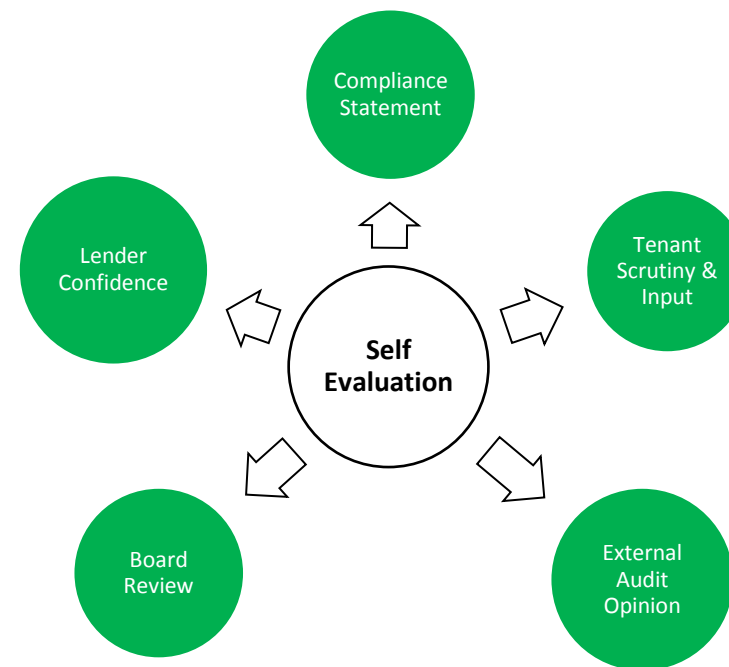 Compliance
Statement
Lender
Confidence
Tenant
Scrutiny &
Input
Self
Evaluation
Board
Review
External
Audit
Opinion